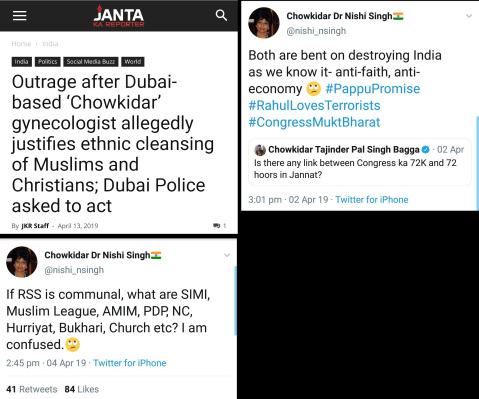 JANTA
KA REPORTER
Home › India
India Politics Social Media Buzz World
Outrage after Dubai-
based ‘Chowkidar’
gynecologist allegedly
justifies ethnic cleansing
of Muslims and
Christians; Dubai Police
asked to act
By JKR Staff - April 13, 2019 1
Chowkidar Dr Nishi Singh🇮🇳
@nishi_nsingh
If RSS is communal, what are SIMI,
Muslim League, AMIM, PDP, NC,
Hurriyat, Bukhari, Church etc? I am
confused.🙄
2:45 pm · 04 Apr 19 · Twitter for iPhone
41 Retweets 84 Likes
Chowkidar Dr Nishi Singh🇮🇳
@nishi_nsingh
Both are bent on destroying India
as we know it- anti-faith, anti-
economy 🙄 #PappuPromise
#RahulLovesTerrorists
#CongressMuktBharat
Chowkidar Tajinder Pal Singh Bagga · 02 Apr
Is there any link between Congress ka 72K and 72
hoors in Jannat?
3:01 pm · 02 Apr 19 · Twitter for iPhone